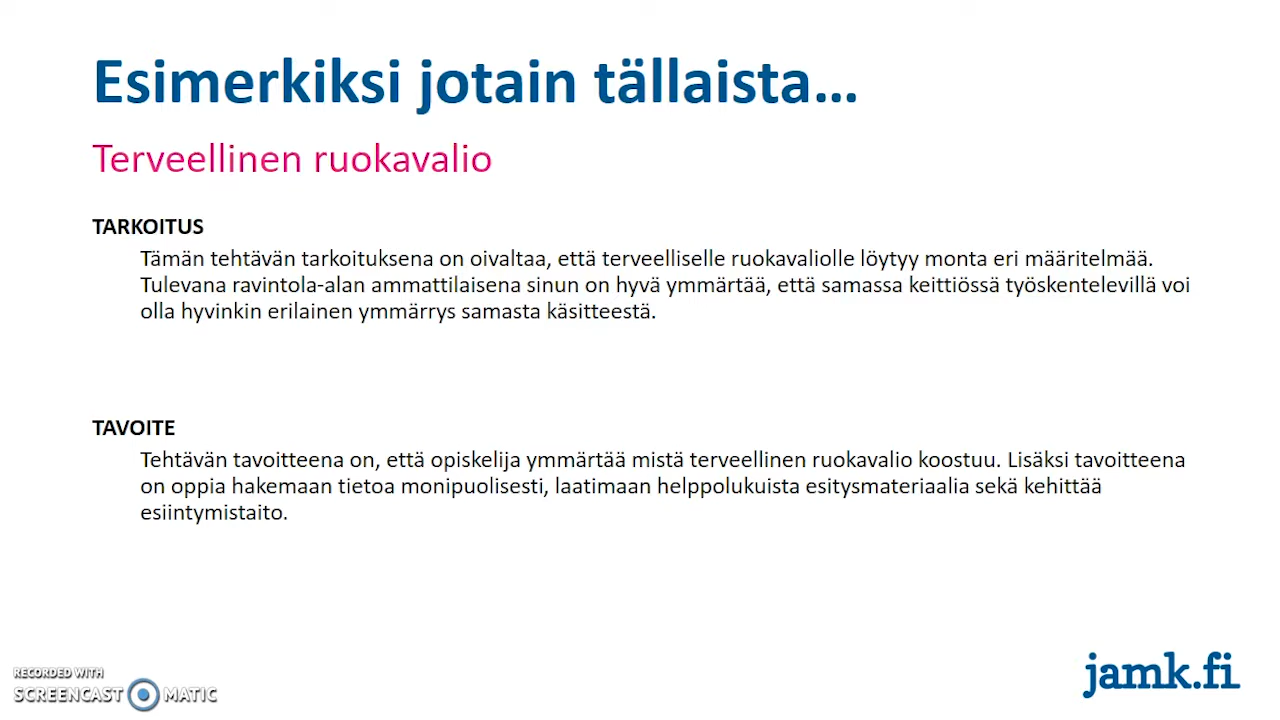 Esimerkiksi jotain tällaista...
Terveellinen ruokavalio
TARKOITUS
Tämän tehtävän tarkoituksena on oivaltaa, että terveelliselle ruokavaliolle löytyy monta eri määritelmää.
Tulevana ravintola-alan ammattilaisena sinun on hyvä ymmärtää, että samassa keittiössä työskentelevillä voi
olla hyvinkin erilainen ymmärrys samasta käsitteestä.
TAVOITE
Tehtävän tavoitteena on, että opiskelija ymmärtää mistä terveellinen ruokavalio koostuu. Lisäksi tavoitteena
on oppia hakemaan tietoa monipuolisesti, laatimaan helppolukuista esitysmateriaalia sekä kehittää
esiintymistaito.
RECORDED WITH
SCREENCAST MATIC
jamk.fi